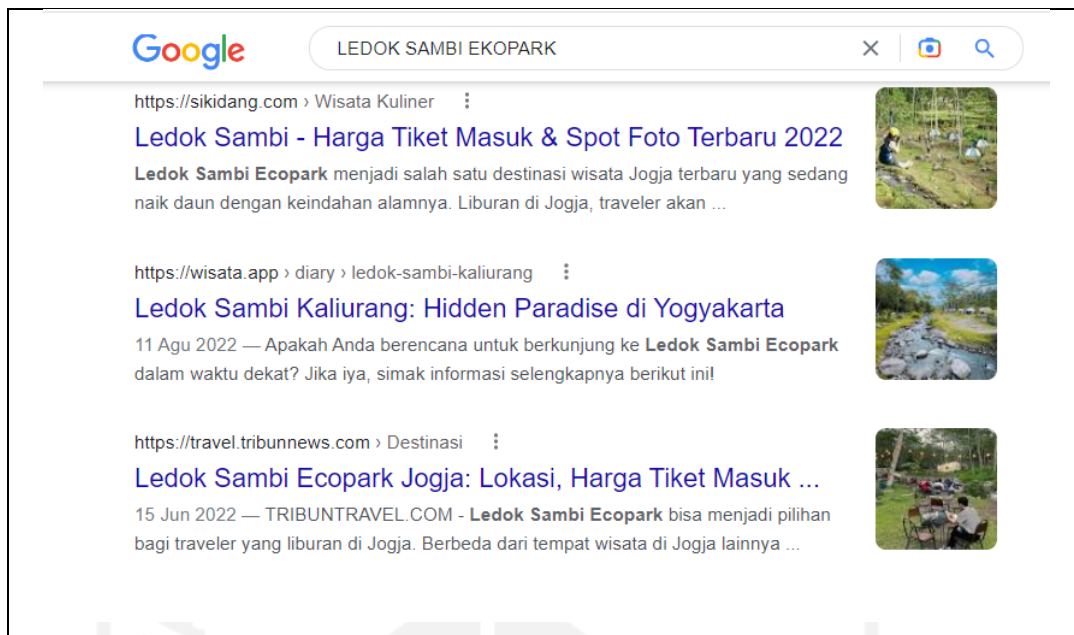 Google LEDOK SAMBI EKOPARK
https://sikidang.com › Wisata Kuliner
Ledok Sambi - Harga Tiket Masuk & Spot Foto Terbaru 2022
Ledok Sambi Ecopark menjadi salah satu destinasi wisata Jogja terbaru yang sedang
naik daun dengan keindahan alamnya. Liburan di Jogja, traveler akan ...
https://wisata.app › diary › ledok-sambi-kaliurang
Ledok Sambi Kaliurang: Hidden Paradise di Yogyakarta
11 Agu 2022 — Apakah Anda berencana untuk berkunjung ke Ledok Sambi Ecopark
dalam waktu dekat? Jika iya, simak informasi selengkapnya berikut ini!
https://travel.tribunnews.com › Destinasi
Ledok Sambi Ecopark Jogja: Lokasi, Harga Tiket Masuk ...
15 Jun 2022 — TRIBUNTRAVEL.COM - Ledok Sambi Ecopark bisa menjadi pilihan
bagi traveler yang liburan di Jogja. Berbeda dari tempat wisata di Jogja lainnya ...